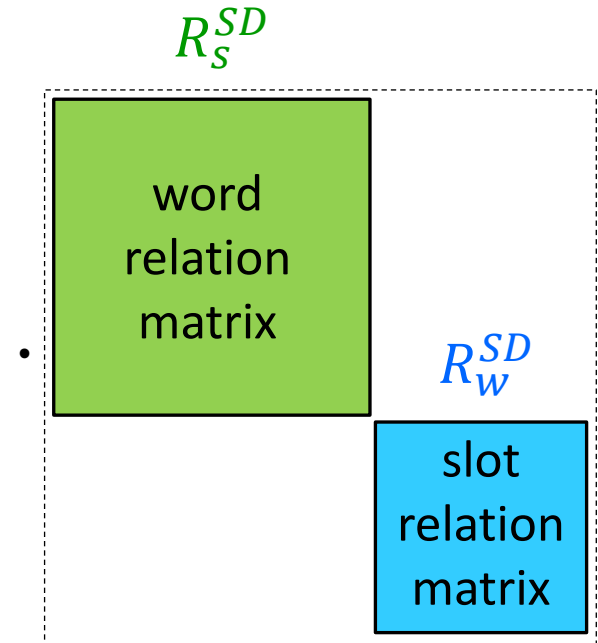 R_s^{SD}
word
relation
matrix
•
R_w^{SD}
slot
relation
matrix